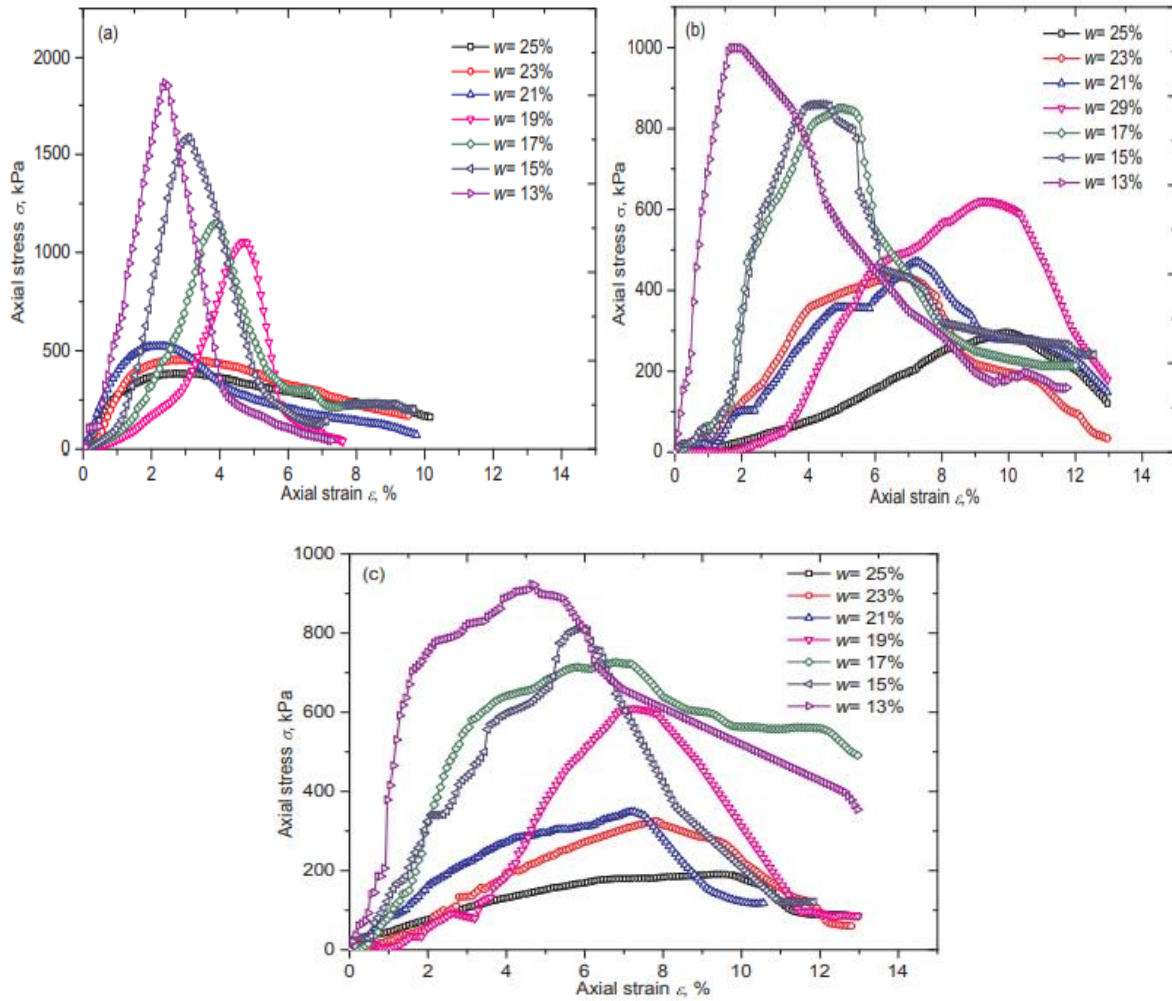 (a)
w= 25%
w= 23%
w= 21%
w= 19%
w= 17%
w= 15%
w= 13%
2000
1500
1000
500
0
Axial stress σ, kPa
0 2 4 6 8 10 12 14
Axial strain ε, %
(b)
w= 25%
w= 23%
w= 21%
w= 29%
w= 17%
w= 15%
w= 13%
1000
800
600
400
200
0
Axial stress σ, kPa
0 2 4 6 8 10 12 14
Axial strain ε,%
(c)
w= 25%
w= 23%
w= 21%
w= 19%
w= 17%
w= 15%
w= 13%
1000
800
600
400
200
0
Axial stress σ, kPa
0 2 4 6 8 10 12 14
Axial strain ε, %